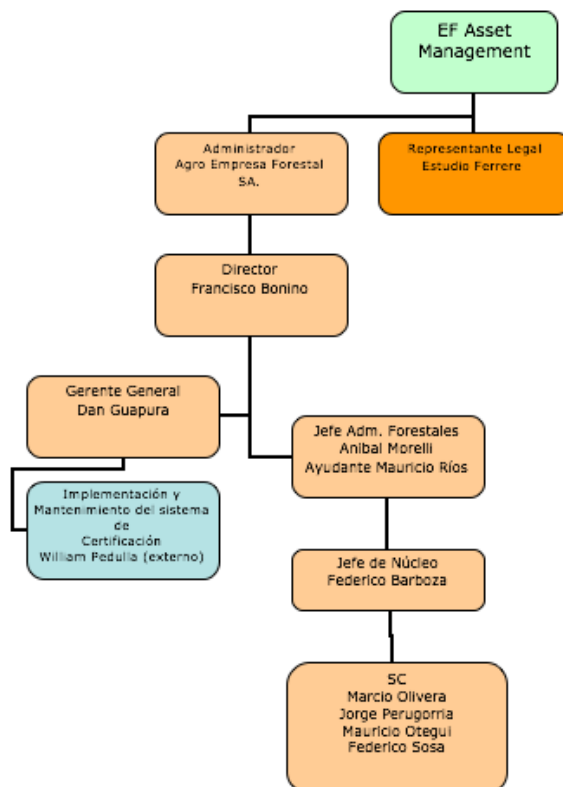 EF Asset
Management
Administrador
Agro Empresa Forestal
SA.
Representante Legal
Estudio Ferrere
Director
Francisco Bonino
Gerente General
Dan Guapura
Jefe Adm. Forestales
Anibal Morelli
Ayudante Mauricio Ríos
Implementación y
Mantenimiento del sistema
de
Certificación
William Pedulla (externo)
Jefe de Núcleo
Federico Barboza
SC
Marcio Olivera
Jorge Perugorria
Mauricio Otegui
Federico Sosa